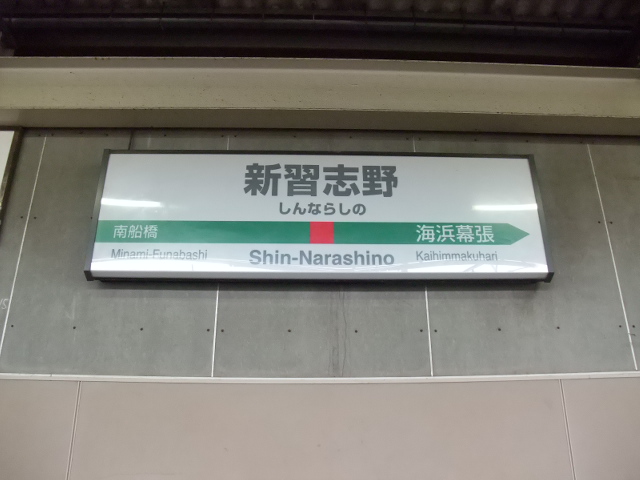 新習志野
しんならしの
南船橋 海浜幕張
Minami-Funabashi Shin-Narashino Kaihimmakuhari